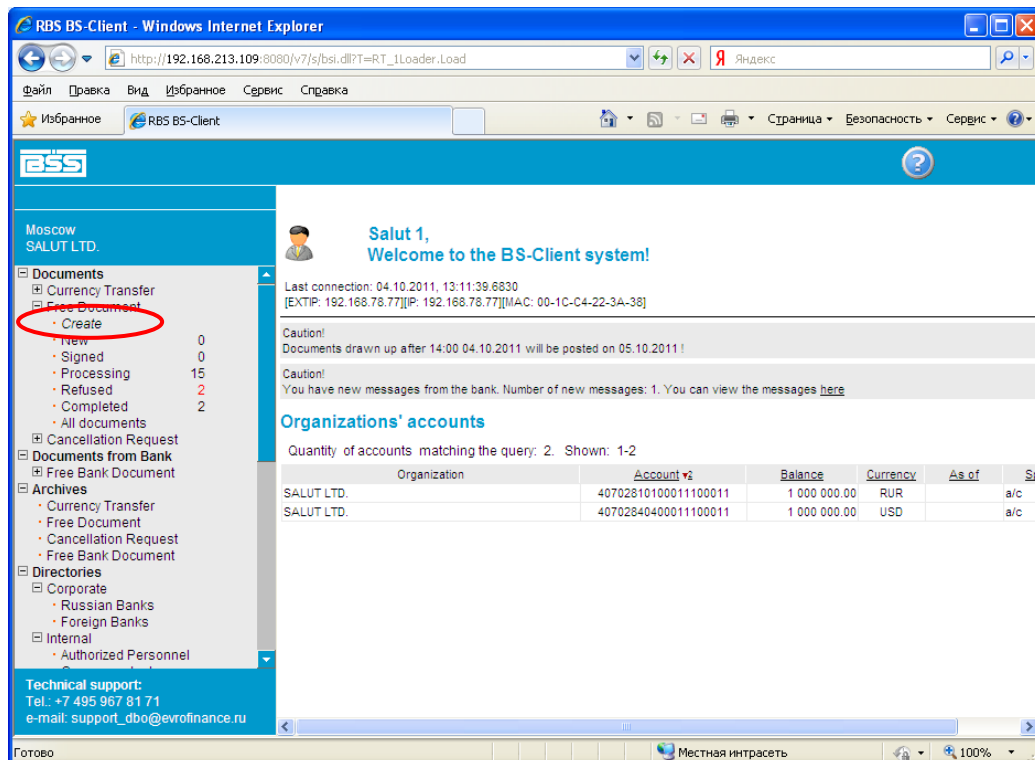 RBS BS-Client - Windows Internet Explorer
http://192.168.213.109:8080/v7/s/bsi.dll?T=RT_1Loader.Load
Яндекс
Файл Правка Вид Избранное Сервис Справка
Избранное
RBS BS-Client
Страница
Безопасность
Сервис
BSS
Moscow
SALUT LTD.
Documents
Currency Transfer
Free Document
Create
New 0
Signed 0
Processing 15
Refused 2
Completed 2
All documents
Cancellation Request
Documents from Bank
Free Bank Document
Archives
Currency Transfer
Free Document
Cancellation Request
Free Bank Document
Directories
Corporate
Russian Banks
Foreign Banks
Internal
Authorized Personnel
Technical support:
Tel.: +7 495 967 81 71
e-mail: support_dbo@evrofinance.ru
Salut 1,
Welcome to the BS-Client system!
Last connection: 04.10.2011, 13:11:39.6830
[EXTIP: 192.168.78.77][IP: 192.168.78.77][MAC: 00-1C-C4-22-3A-38]
Caution!
Documents drawn up after 14:00 04.10.2011 will be posted on 05.10.2011 !
Caution!
You have new messages from the bank. Number of new messages: 1. You can view the messages here
Organizations' accounts
Quantity of accounts matching the query: 2. Shown: 1-2
Organization Account 2 Balance Currency As of
SALUT LTD. 40702810100011100011 1 000 000.00 RUR a/c
SALUT LTD. 40702840400011100011 1 000 000.00 USD a/c
Готово
Местная интрасеть
100%